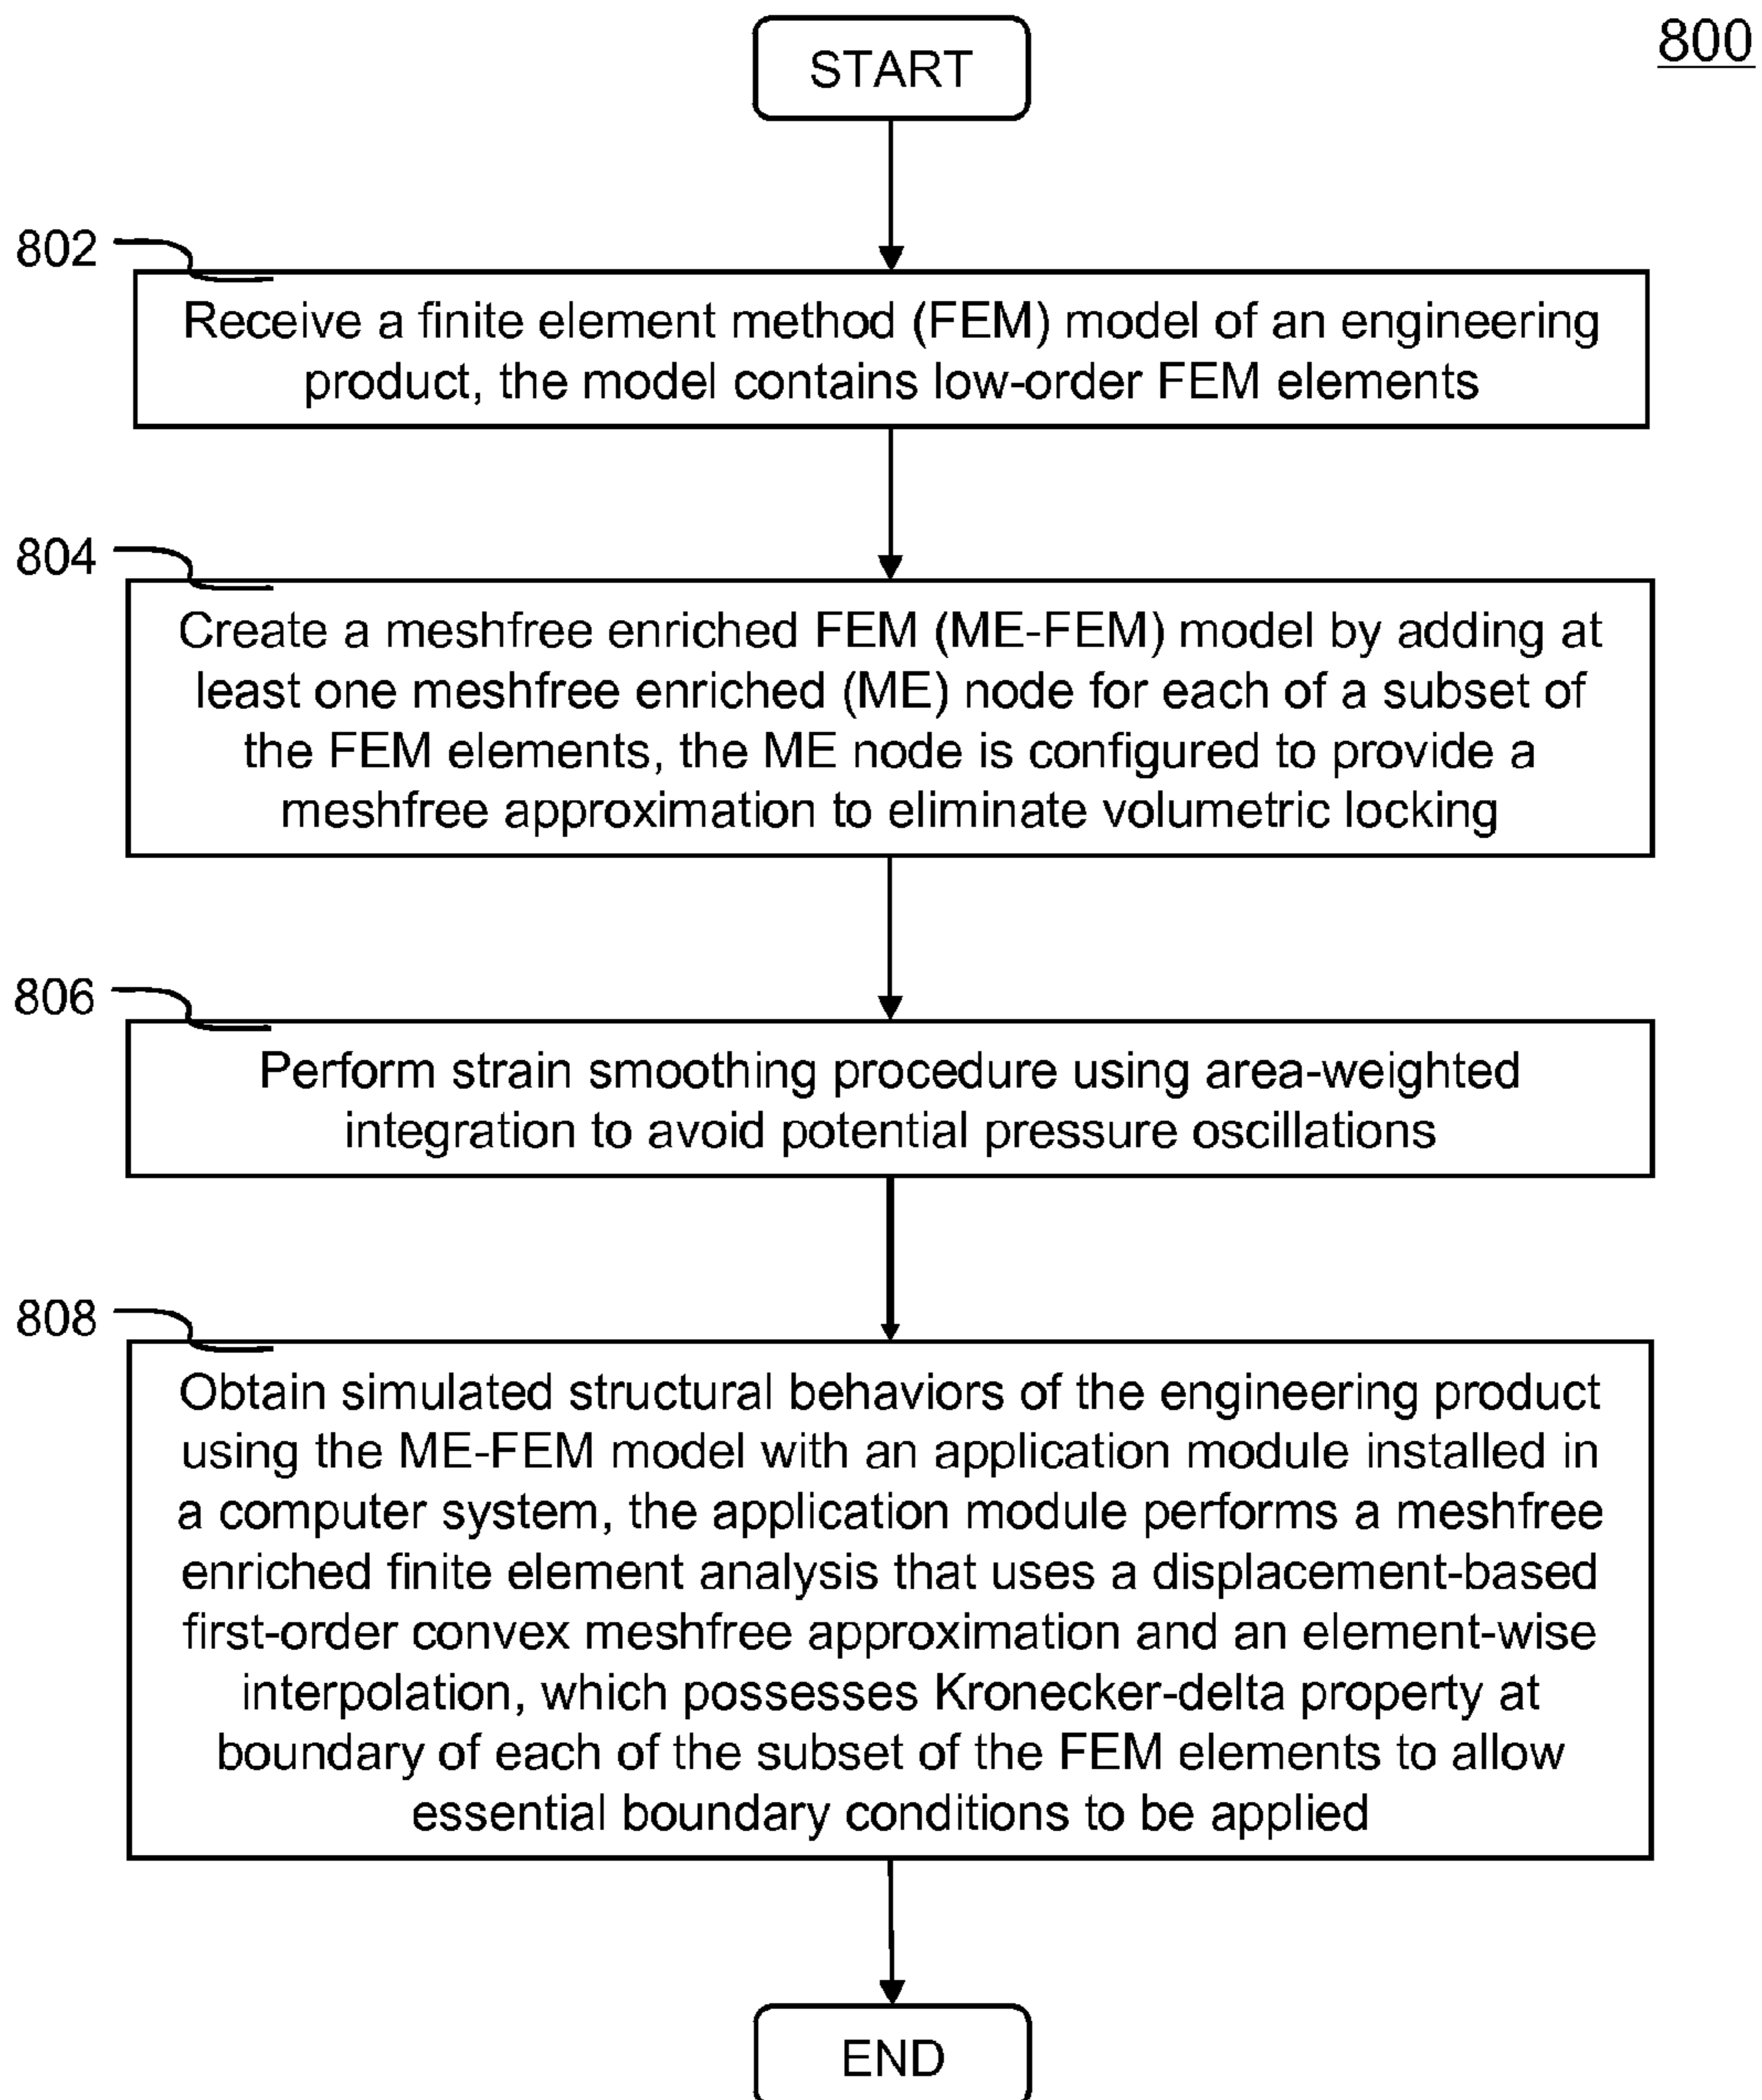 800
START
802
Receive a finite element method (FEM) model of an engineering
product, the model contains low-order FEM elements
804
Create a meshfree enriched FEM (ME-FEM) model by adding at
least one meshfree enriched (ME) node for each of a subset of
the FEM elements, the ME node is configured to provide a
meshfree approximation to eliminate volumetric locking
806
Perform strain smoothing procedure using area-weighted
integration to avoid potential pressure oscillations
808
Obtain simulated structural behaviors of the engineering product
using the ME-FEM model with an application module installed in
a computer system, the application module performs a meshfree
enriched finite element analysis that uses a displacement-based
first-order convex meshfree approximation and an element-wise
interpolation, which possesses Kronecker-delta property at
boundary of each of the subset of the FEM elements to allow
essential boundary conditions to be applied
END